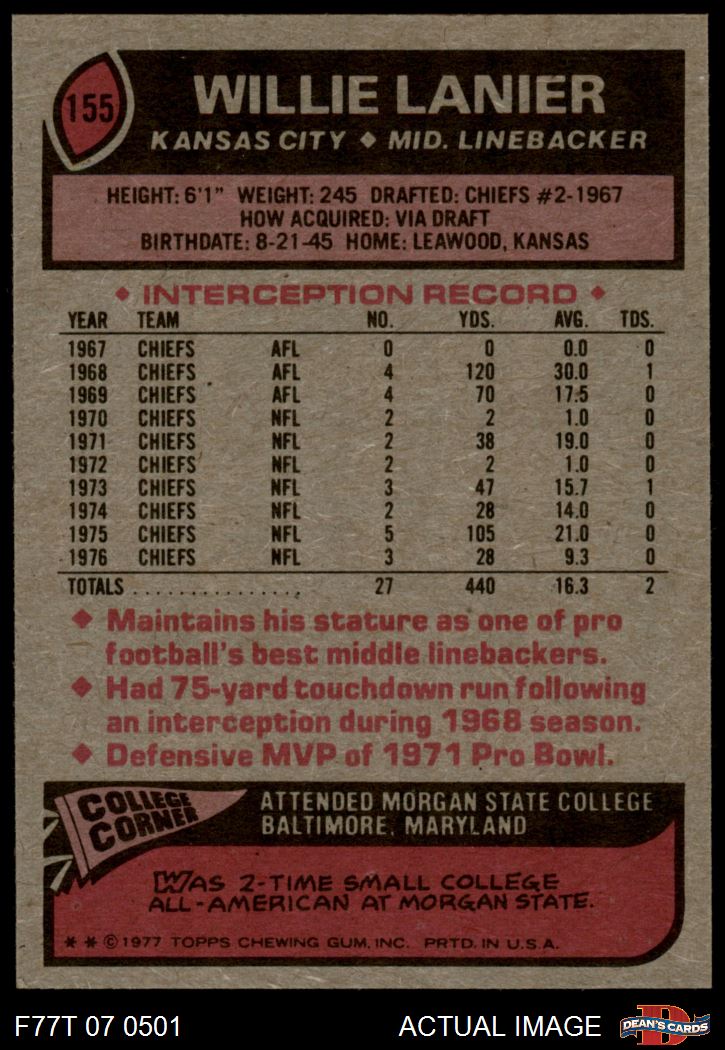 155
WILLIE LANIER
KANSAS CITY ♦ MID. LINEBACKER
HEIGHT: 6'1" WEIGHT: 245 DRAFTED: CHIEFS #2-1967
HOW ACQUIRED: VIA DRAFT
BIRTHDATE: 8-21-45 HOME: LEAWOOD, KANSAS
♦ INTERCEPTION RECORD ♦
YEAR TEAM NO. YDS. AVG. TDS.
1967 CHIEFS AFL 0 0 0.0 0
1968 CHIEFS AFL 4 120 30.0 1
1969 CHIEFS AFL 4 70 17.5 0
1970 CHIEFS NFL 2 2 1.0 0
1971 CHIEFS NFL 2 38 19.0 0
1972 CHIEFS NFL 2 2 1.0 0
1973 CHIEFS NFL 3 47 15.7 1
1974 CHIEFS NFL 2 28 14.0 0
1975 CHIEFS NFL 5 105 21.0 0
1976 CHIEFS NFL 3 28 9.3 0
TOTALS ................ 27 440 16.3 2
♦ Maintains his stature as one of pro
football's best middle linebackers.
♦ Had 75-yard touchdown run following
an interception during 1968 season.
♦ Defensive MVP of 1971 Pro Bowl.
COLLEGE
CORNER
ATTENDED MORGAN STATE COLLEGE
BALTIMORE, MARYLAND
WAS 2-TIME SMALL COLLEGE
ALL-AMERICAN AT MORGAN STATE.
* * © 1977 TOPPS CHEWING GUM, INC. PRTD. IN U.S.A.
F77T 07 0501 ACTUAL IMAGE
D
DEAN'S CARDS